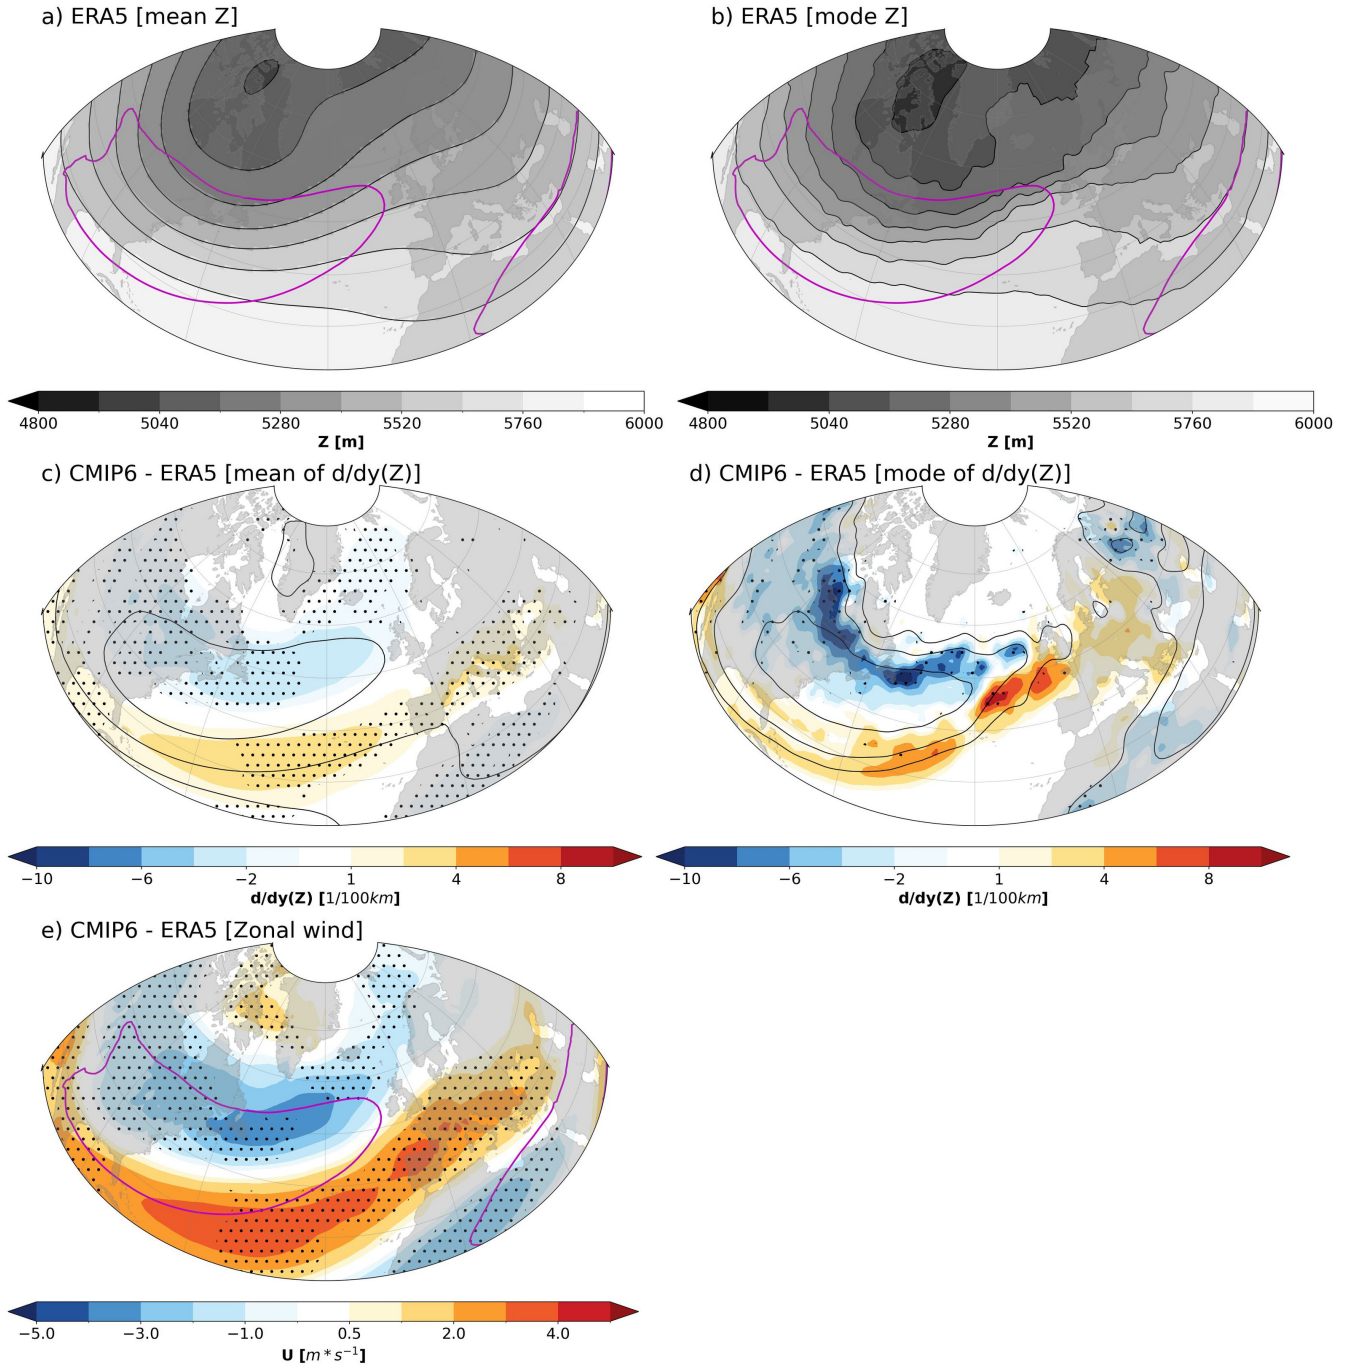 a) ERA5 [mean Z]
b) ERA5 [mode Z]
4800 5040 5280 5520 5760 6000
Z [m]
4800 5040 5280 5520 5760 6000
Z [m]
c) CMIP6 - ERA5 [mean of d/dy(Z)]
d) CMIP6 - ERA5 [mode of d/dy(Z)]
−10 −6 −2 1 4 8
d/dy(Z) [1/100km]
−10 −6 −2 1 4 8
d/dy(Z) [1/100km]
e) CMIP6 - ERA5 [Zonal wind]
−5.0 −3.0 −1.0 0.5 2.0 4.0
U [m * s⁻¹]